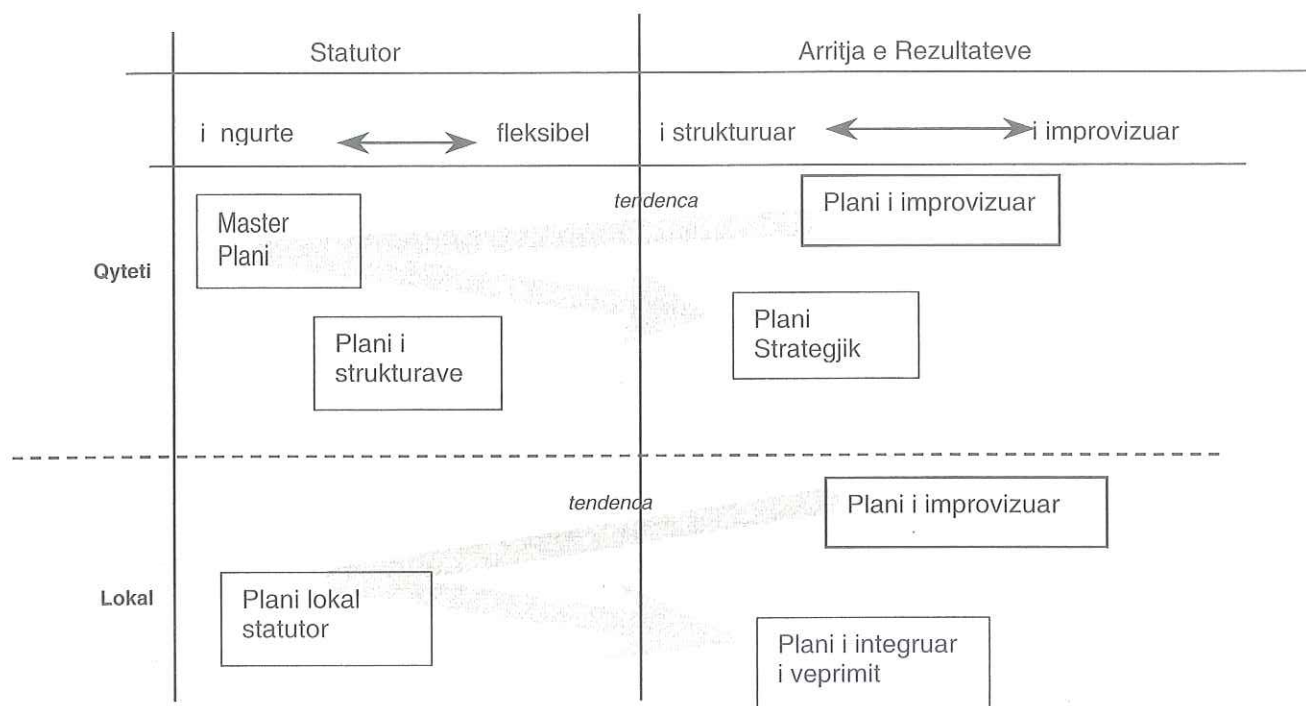 Statutor
Arritja e Rezultateve
i ngurte
fleksibel
i strukturuar
i improvizuar
tendenca
Plani i improvizuar
Master
Plani
Qyteti
Plani
Strategjik
Plani i
strukturave
tendenca
Plani i improvizuar
Lokal
Plani lokal
statutor
Plani i integruar
i veprimit